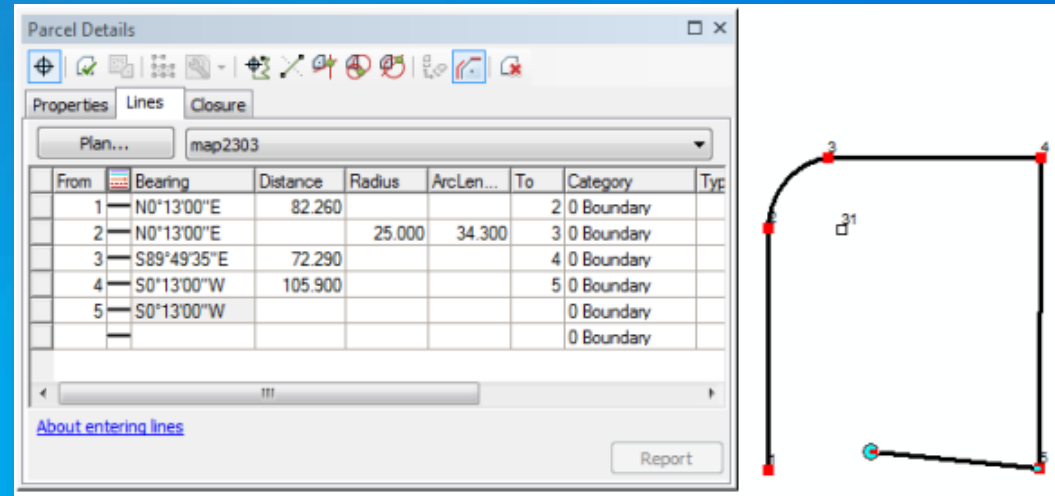 Parcel Details
Properties Lines Closure
Plan... map2303
From Bearing Distance Radius ArcLen... To Category Typ
1 N0°13'00"E 82.260 2 0 Boundary
2 N0°13'00"E 25.000 34.300 3 0 Boundary
3 S89°49'35"E 72.290 4 0 Boundary
4 S0°13'00"W 105.900 5 0 Boundary
5 S0°13'00"W 0 Boundary
0 Boundary
About entering lines
Report
3
4
2
31
1
5